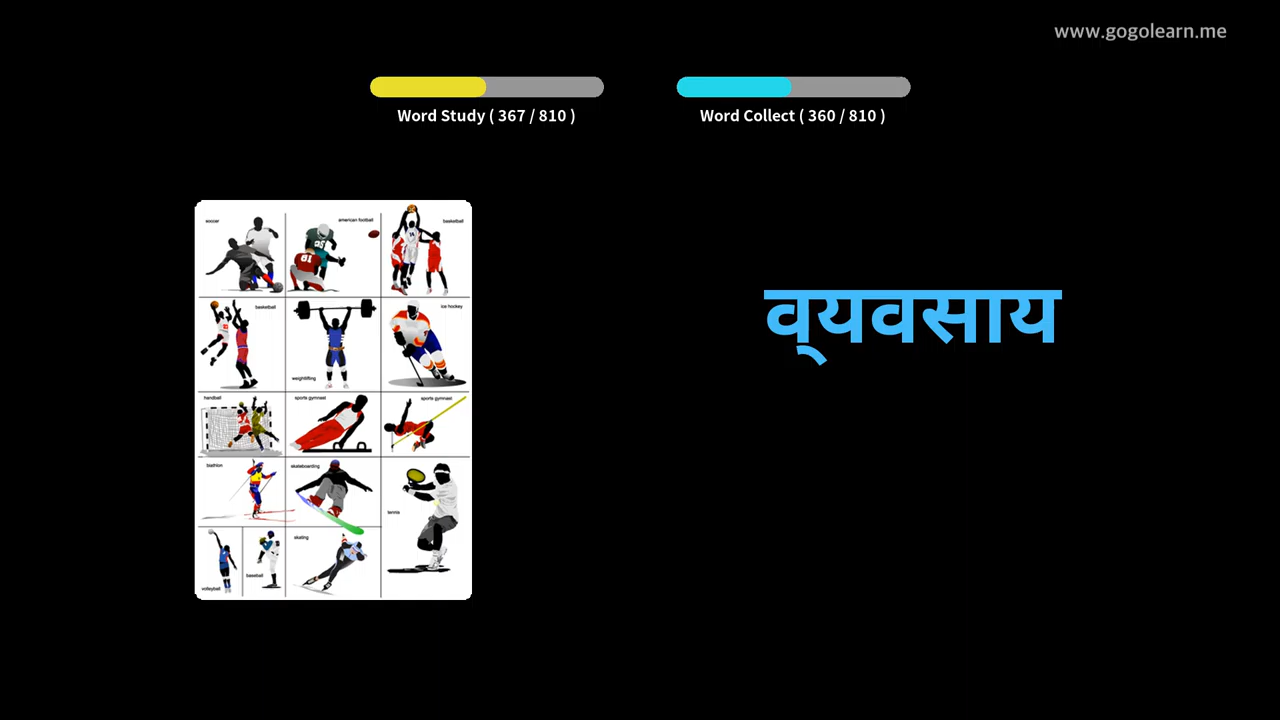 www.gogolearn.me
Word Study ( 367 / 810 )
Word Collect ( 360 / 810 )
soccer
american football
basketball
basketball
weightlifting
ice hockey
handball
sports gymnast
sports gymnast
biathlon
skateboarding
tennis
volleyball
baseball
skating
व्‌यवसाय